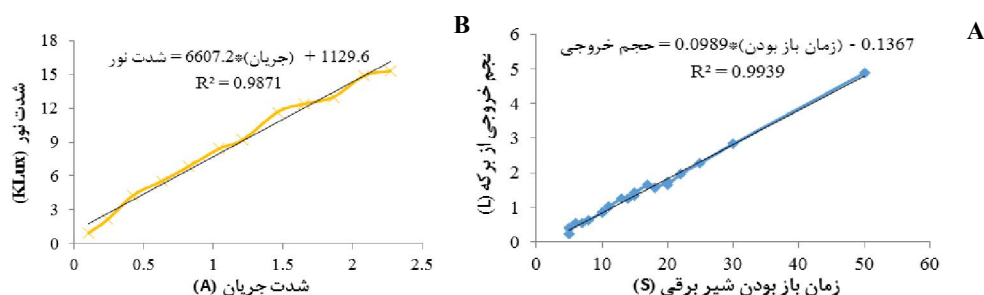 A
حجم خروجی = 0.0989*(زمان باز بودن) - 0.1367
R² = 0.9939
حجم خروجی از برکه (L)
6
5
4
3
2
1
0
0 10 20 30 40 50 60
زمان باز بودن شیر برقی (S)
B
شدت نور = 6607.2*(جریان) + 1129.6
R² = 0.9871
شدت نور (KLux)
18
15
12
9
6
3
0
0 0.5 1 1.5 2 2.5
شدت جریان (A)